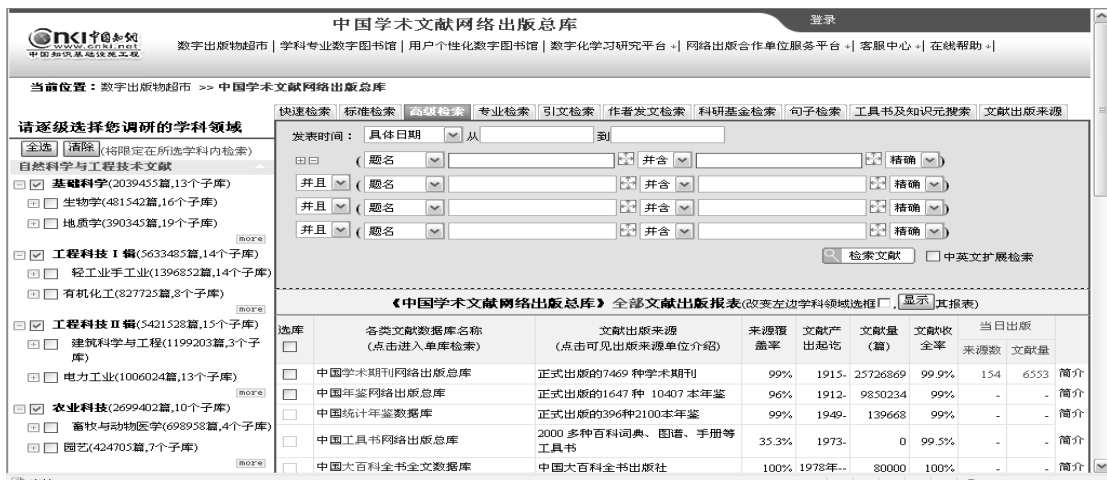 中国学术文献网络出版总库
登录
cnki 中国知网
www.cnki.net
中国知识基础设施工程
数字出版物超市 | 学科专业数字图书馆 | 用户个性化数字图书馆 | 数字化学习研究平台 | 网络出版合作单位服务平台 | 客服中心 | 在线帮助
当前位置：数字出版物超市 >> 中国学术文献网络出版总库
快速检索 标准检索 高级检索 专业检索 引文检索 作者发文检索 科研基金检索 句子检索 工具书及知识元搜索 文献出版来源
请逐级选择您调研的学科领域
全选 清除 (将限定在所选学科内检索)
自然科学与工程技术文献
基础科学(2039455篇,13个子库)
生物学(481542篇,16个子库)
地质学(390345篇,19个子库)
more
工程科技 I 辑(5633485篇,14个子库)
轻工业手工业(1396852篇,14个子库)
有机化工(827725篇,8个子库)
more
工程科技 II 辑(5421528篇,15个子库)
建筑科学与工程(1199203篇,3个子
库)
电力工业(1006024篇,13个子库)
more
农业科技(2699402篇,10个子库)
畜牧与动物医学(698958篇,4个子库)
园艺(424705篇,7个子库)
more
发表时间： 具体日期 从 到
( 题名 并含 精确 )
并且 ( 题名 并含 精确 )
并且 ( 题名 并含 精确 )
并且 ( 题名 并含 精确 )
检索文献 中英文扩展检索
《中国学术文献网络出版总库》全部文献出版报表(改变左边学科领域选框,显示其报表)
选库 各类文献数据库名称 (点击进入单库检索) 文献出版来源 (点击可见出版来源单位介绍) 来源覆盖率 文献产出起讫 文献量(篇) 文献收全率 当日出版 来源数 文献量
中国学术期刊网络出版总库 正式出版的7469 种学术期刊 99% 1915- 25726869 99.9% 154 6553 简介
中国年鉴网络出版总库 正式出版的1647 种 10407 本年鉴 96% 1912- 9850234 99% - - 简介
中国统计年鉴数据库 正式出版的396种2100本年鉴 99% 1949- 139668 99% - - 简介
中国工具书网络出版总库 2000 多种百科词典、图谱、手册等工具书 35.3% 1973- 0 99.5% - - 简介
中国大百科全书全文数据库 中国大百科全书出版社 100% 1978年-- 80000 100% - - 简介